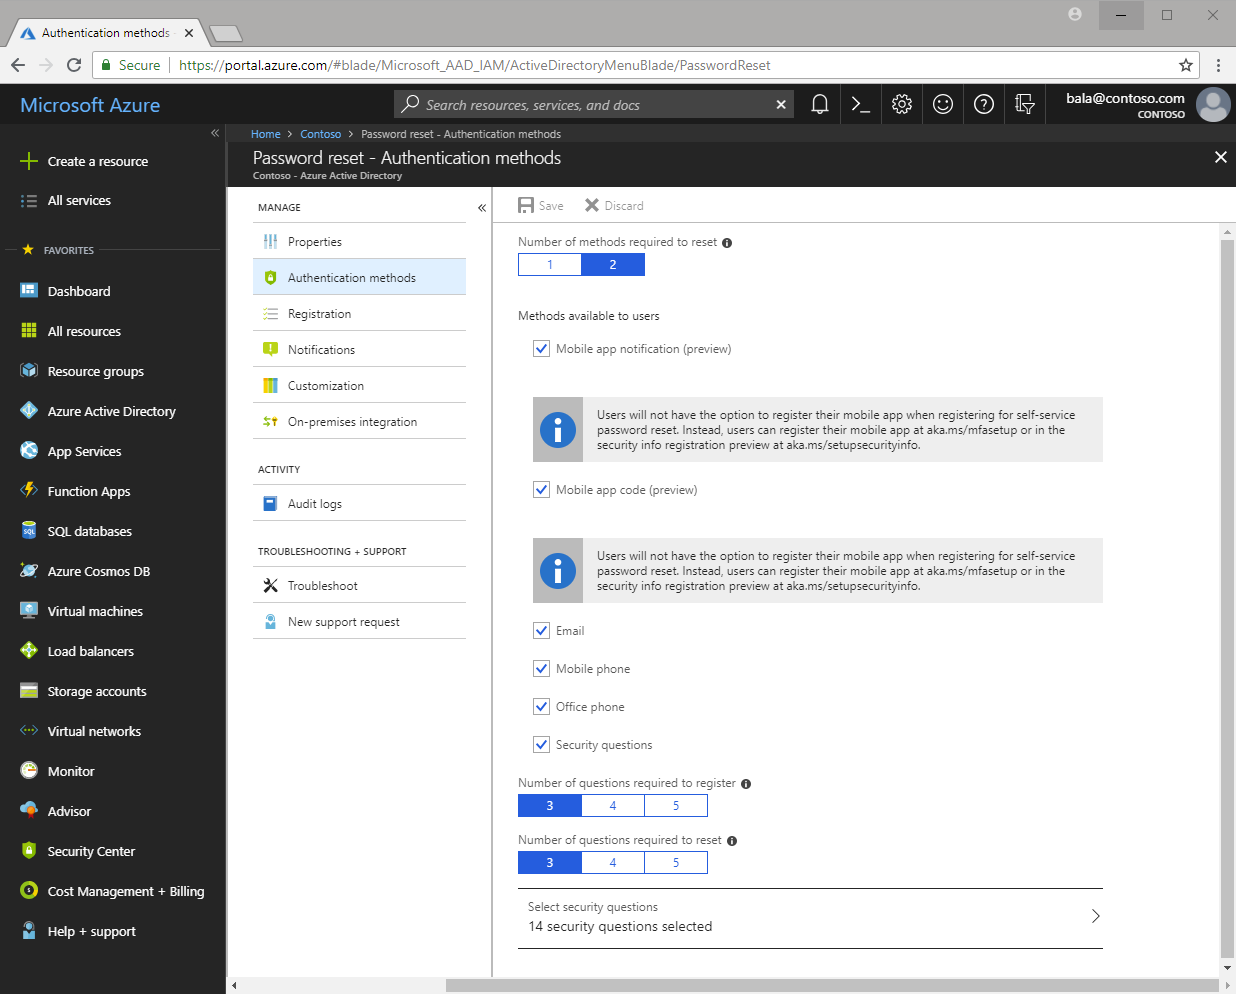 Authentication methods
Secure
https://portal.azure.com/#blade/Microsoft_AAD_IAM/ActiveDirectoryMenuBlade/PasswordReset
Microsoft Azure
Search resources, services, and docs
bala@contoso.com
CONTOSO
Create a resource
All services
FAVORITES
Dashboard
All resources
Resource groups
Azure Active Directory
App Services
Function Apps
SQL
SQL databases
Azure Cosmos DB
Virtual machines
Load balancers
Storage accounts
Virtual networks
Monitor
Advisor
Security Center
Cost Management + Billing
Help + support
Home > Contoso > Password reset - Authentication methods
Password reset - Authentication methods
Contoso - Azure Active Directory
MANAGE
Properties
Authentication methods
Registration
Notifications
Customization
On-premises integration
ACTIVITY
Audit logs
TROUBLESHOOTING + SUPPORT
Troubleshoot
New support request
Save
Discard
Number of methods required to reset
1 2
Methods available to users
Mobile app notification (preview)
Users will not have the option to register their mobile app when registering for self-service
password reset. Instead, users can register their mobile app at aka.ms/mfasetup or in the
security info registration preview at aka.ms/setupsecurityinfo.
Mobile app code (preview)
Users will not have the option to register their mobile app when registering for self-service
password reset. Instead, users can register their mobile app at aka.ms/mfasetup or in the
security info registration preview at aka.ms/setupsecurityinfo.
Email
Mobile phone
Office phone
Security questions
Number of questions required to register
3 4 5
Number of questions required to reset
3 4 5
Select security questions
14 security questions selected